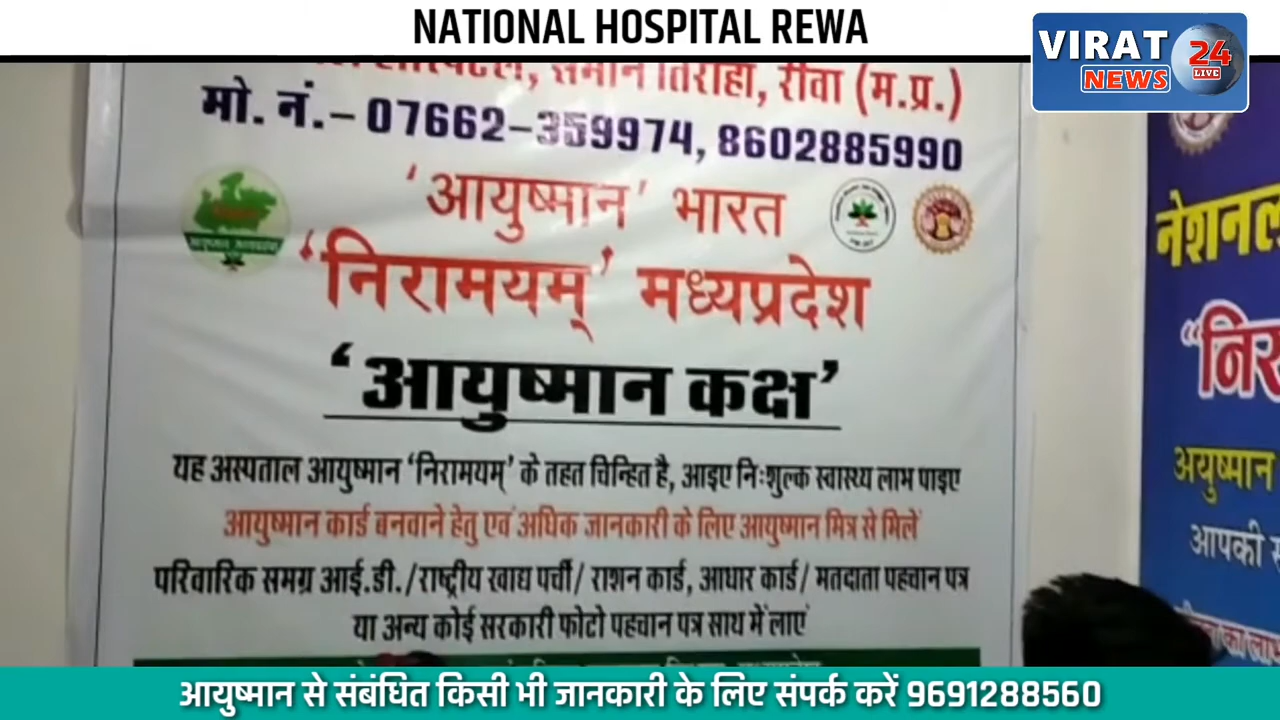 NATIONAL HOSPITAL REWA
VIRAT
NEWS
24
LIVE
समान तिराहा, रीवा (म.प्र.)
मो. नं.– 07662–359974, 8602885990
'आयुष्मान' भारत
'निरामयम्' मध्यप्रदेश
'आयुष्मान कक्ष'
यह अस्पताल आयुष्मान 'निरामयम्' के तहत चिन्हित है, आइए निःशुल्क स्वास्थ्य लाभ पाइए
आयुष्मान कार्ड बनवाने हेतु एवं अधिक जानकारी के लिए आयुष्मान मित्र से मिलें
परिवारिक समग्र आई.डी./राष्ट्रीय खाद्य पर्ची/ राशन कार्ड, आधार कार्ड/ मतदाता पहचान पत्र
या अन्य कोई सरकारी फोटो पहचान पत्र साथ में लाएं
नेशनल
अयुष्मान
आपकी
का लाभ
आयुष्मान से संबंधित किसी भी जानकारी के लिए संपर्क करें 9691288560